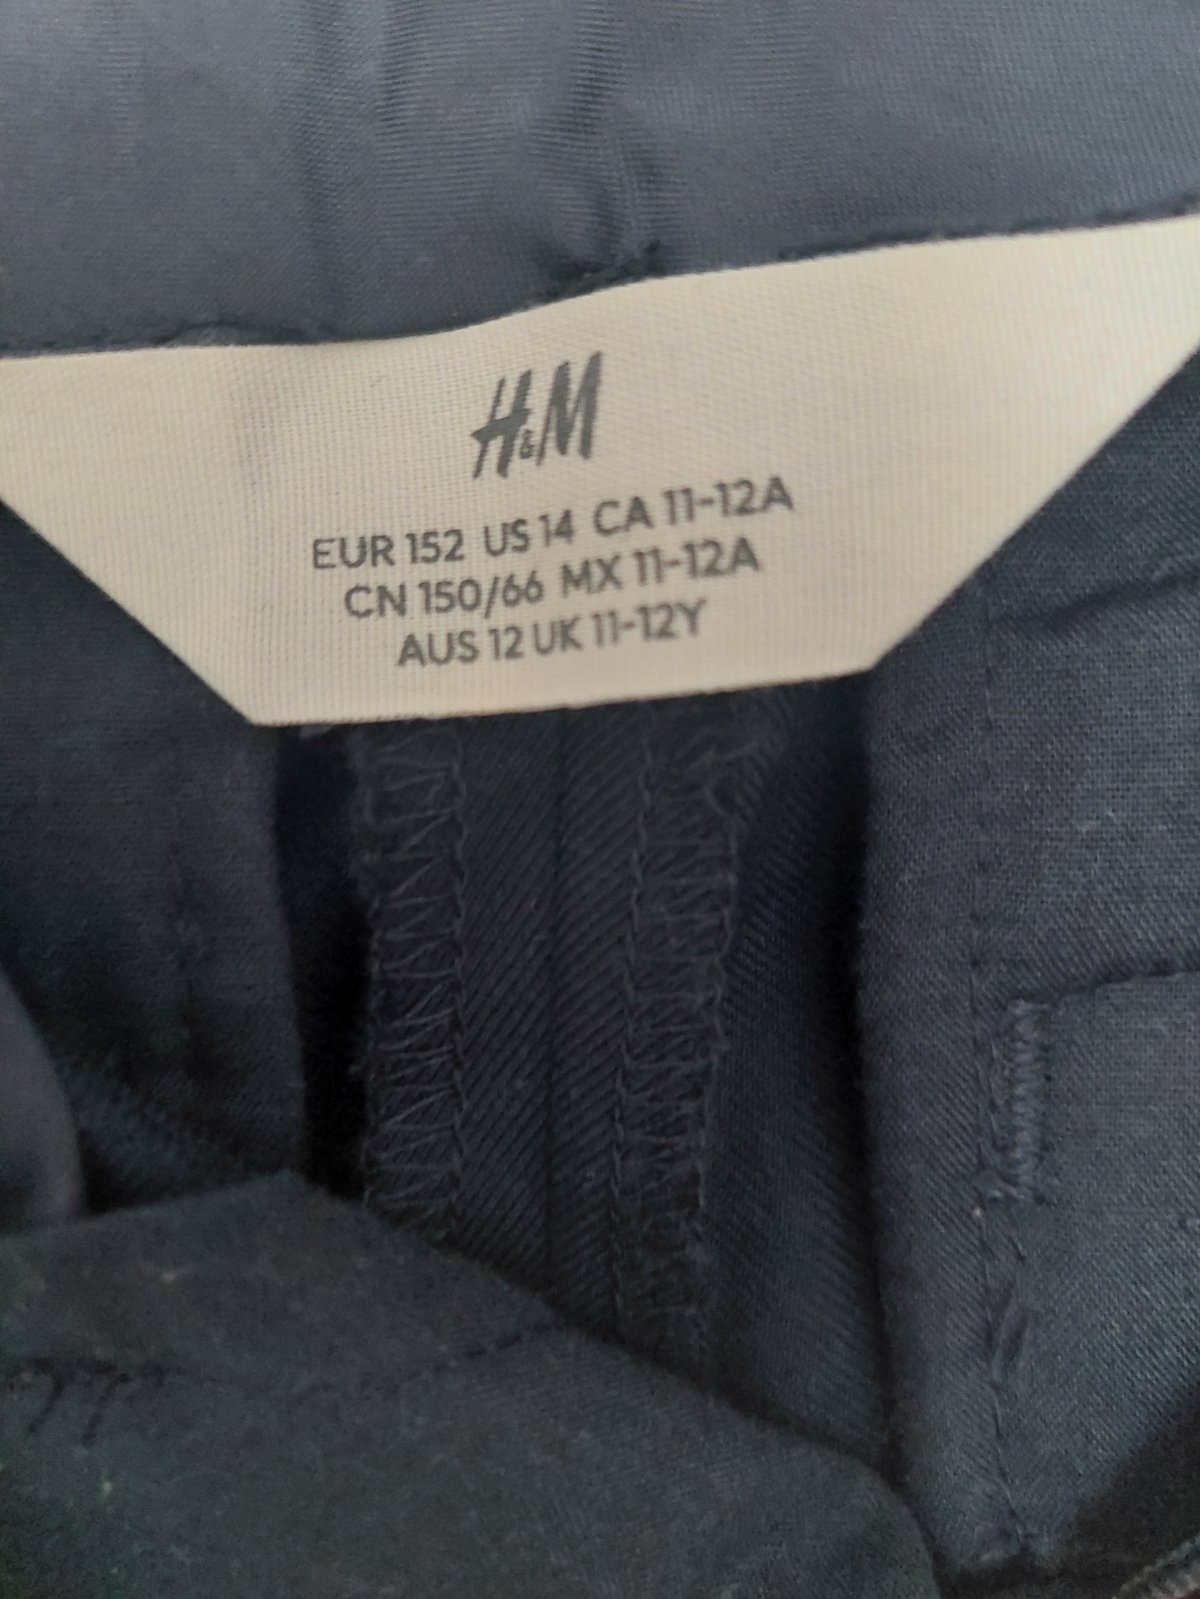 H&M
EUR 152 US 14 CA 11-12A
CN 150/66 MX 11-12A
AUS 12 UK 11-12Y